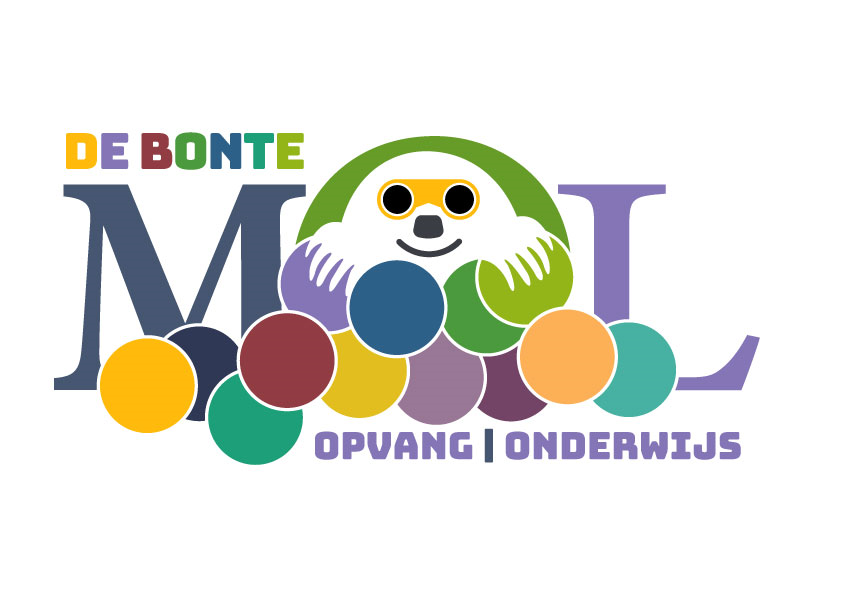 DE BONTE
MOL
OPVANG | ONDERWIJS